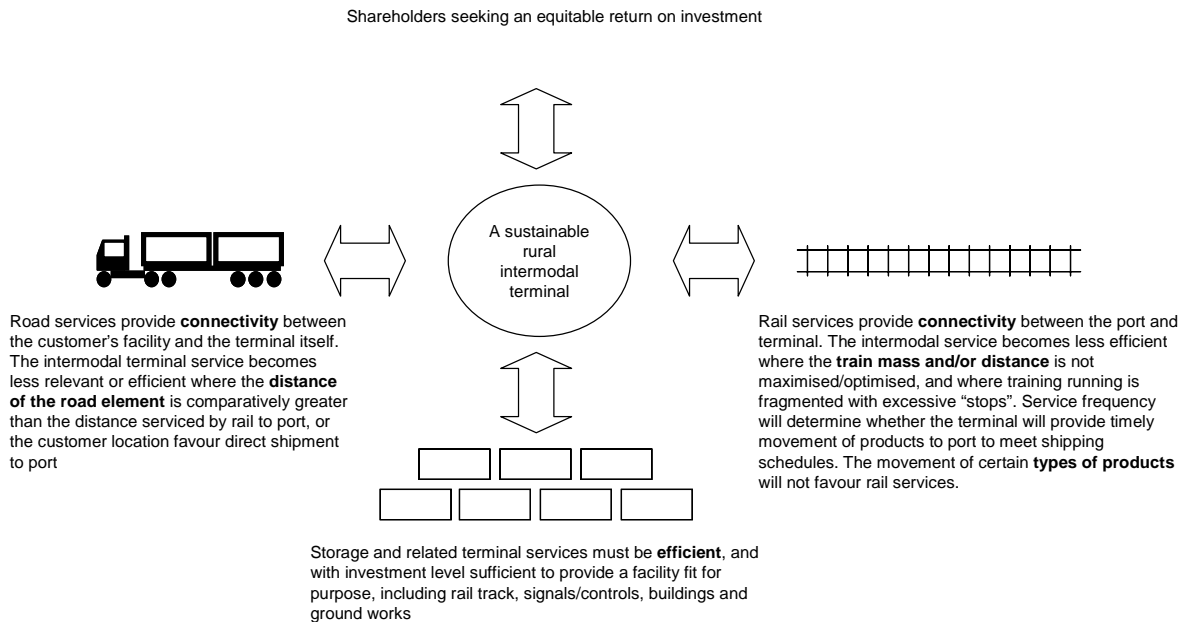 Shareholders seeking an equitable return on investment
A sustainable
rural
intermodal
terminal
Road services provide connectivity between
the customer’s facility and the terminal itself.
The intermodal terminal service becomes
less relevant or efficient where the distance
of the road element is comparatively greater
than the distance serviced by rail to port, or
the customer location favour direct shipment
to port
Rail services provide connectivity between the port and
terminal. The intermodal service becomes less efficient
where the train mass and/or distance is not
maximised/optimised, and where training running is
fragmented with excessive “stops”. Service frequency
will determine whether the terminal will provide timely
movement of products to port to meet shipping
schedules. The movement of certain types of products
will not favour rail services.
Storage and related terminal services must be efficient, and
with investment level sufficient to provide a facility fit for
purpose, including rail track, signals/controls, buildings and
ground works